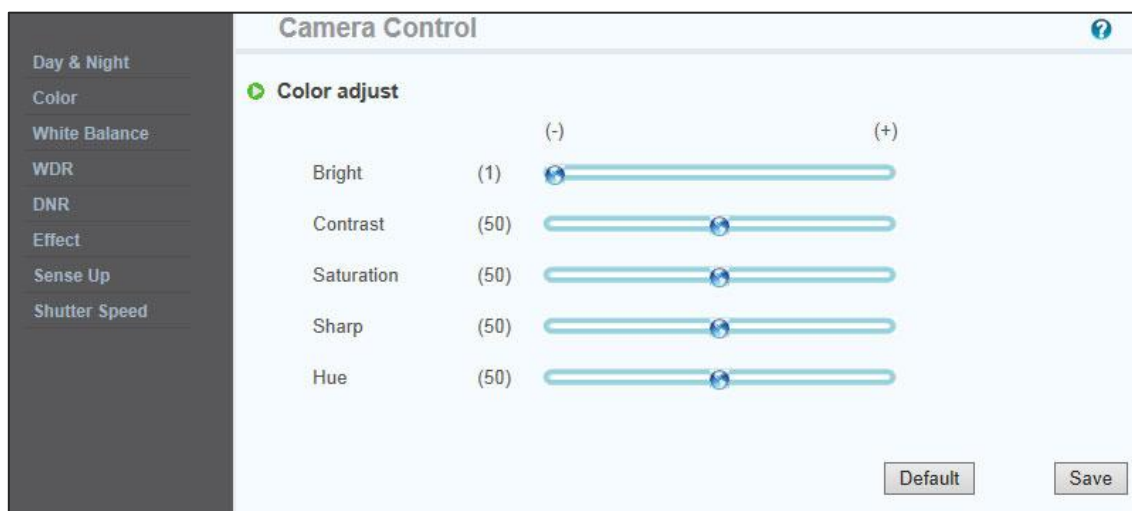 Camera Control
?
Day & Night
Color
White Balance
WDR
DNR
Effect
Sense Up
Shutter Speed
Color adjust
(-) (+)
Bright (1)
Contrast (50)
Saturation (50)
Sharp (50)
Hue (50)
Default Save